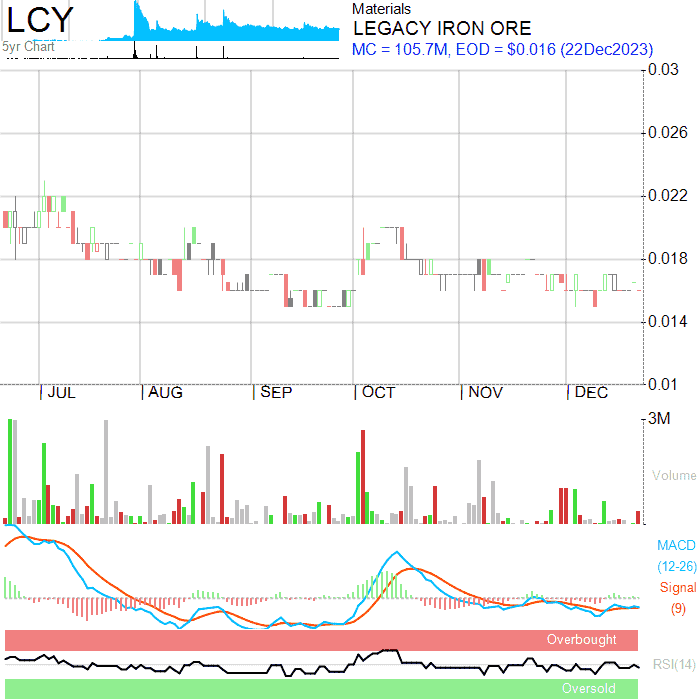 LCY
5yr Chart
Materials
LEGACY IRON ORE
MC = 105.7M, EOD = $0.016 (22Dec2023)
0.03
0.026
0.022
0.018
0.014
0.01
JUL
AUG
SEP
OCT
NOV
DEC
3M
Volume
MACD
(12-26)
Signal
(9)
Overbought
RSI(14)
Oversold